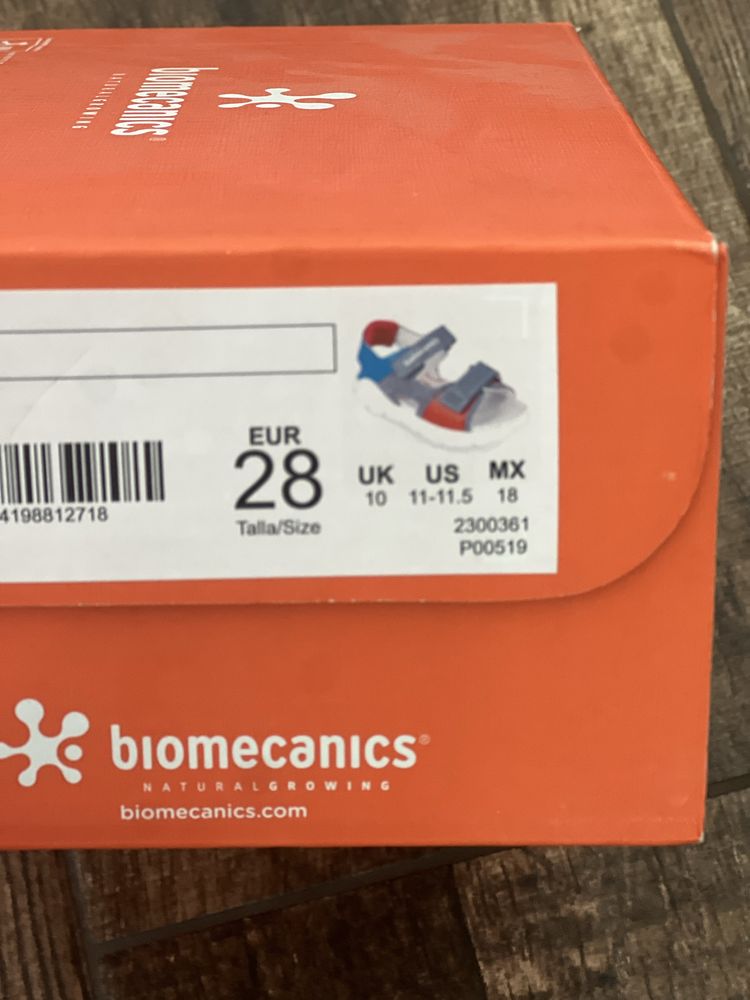 biomecanics®
NATURALGROWING
EUR
28
Talla/Size
UK US MX
10 11-11.5 18
4198812718
2300361
P00519
biomecanics®
NATURALGROWING
biomecanics.com